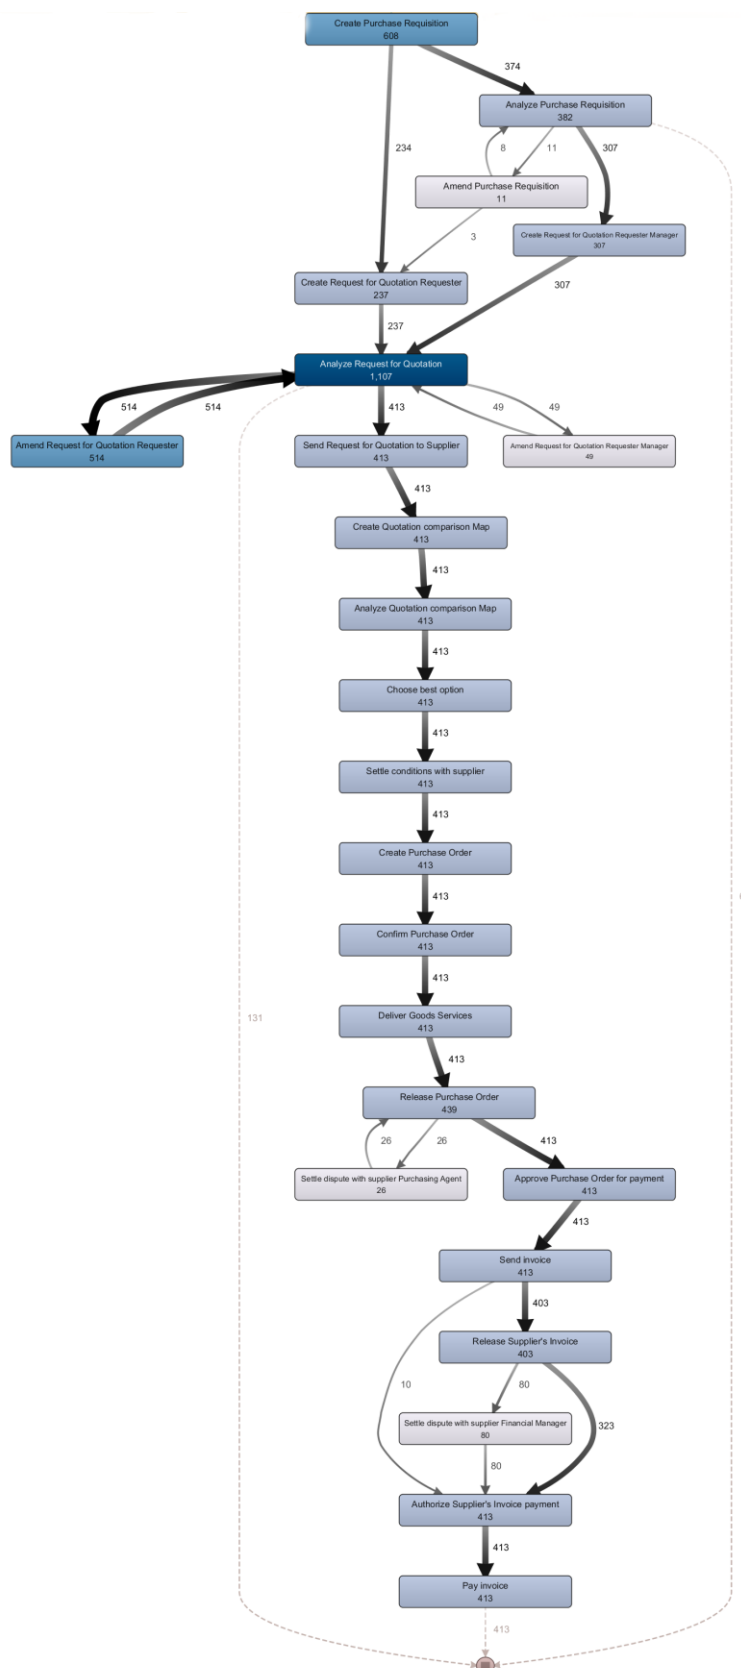 Create Purchase Requisition
608
374
Analyze Purchase Requisition
382
234
8
11
307
Amend Purchase Requisition
11
3
Create Request for Quotation Requester Manager
307
Create Request for Quotation Requester
237
307
237
Analyze Request for Quotation
1,107
514
514
413
49
49
Amend Request for Quotation Requester
514
Send Request for Quotation to Supplier
413
Amend Request for Quotation Requester Manager
49
413
Create Quotation comparison Map
413
413
Analyze Quotation comparison Map
413
413
Choose best option
413
413
Settle conditions with supplier
413
413
Create Purchase Order
413
413
Confirm Purchase Order
413
413
Deliver Goods Services
413
131
413
Release Purchase Order
439
26
26
413
Settle dispute with supplier Purchasing Agent
26
Approve Purchase Order for payment
413
413
Send invoice
413
403
Release Supplier's Invoice
403
10
80
323
Settle dispute with supplier Financial Manager
80
80
Authorize Supplier's Invoice payment
413
413
Pay invoice
413
413